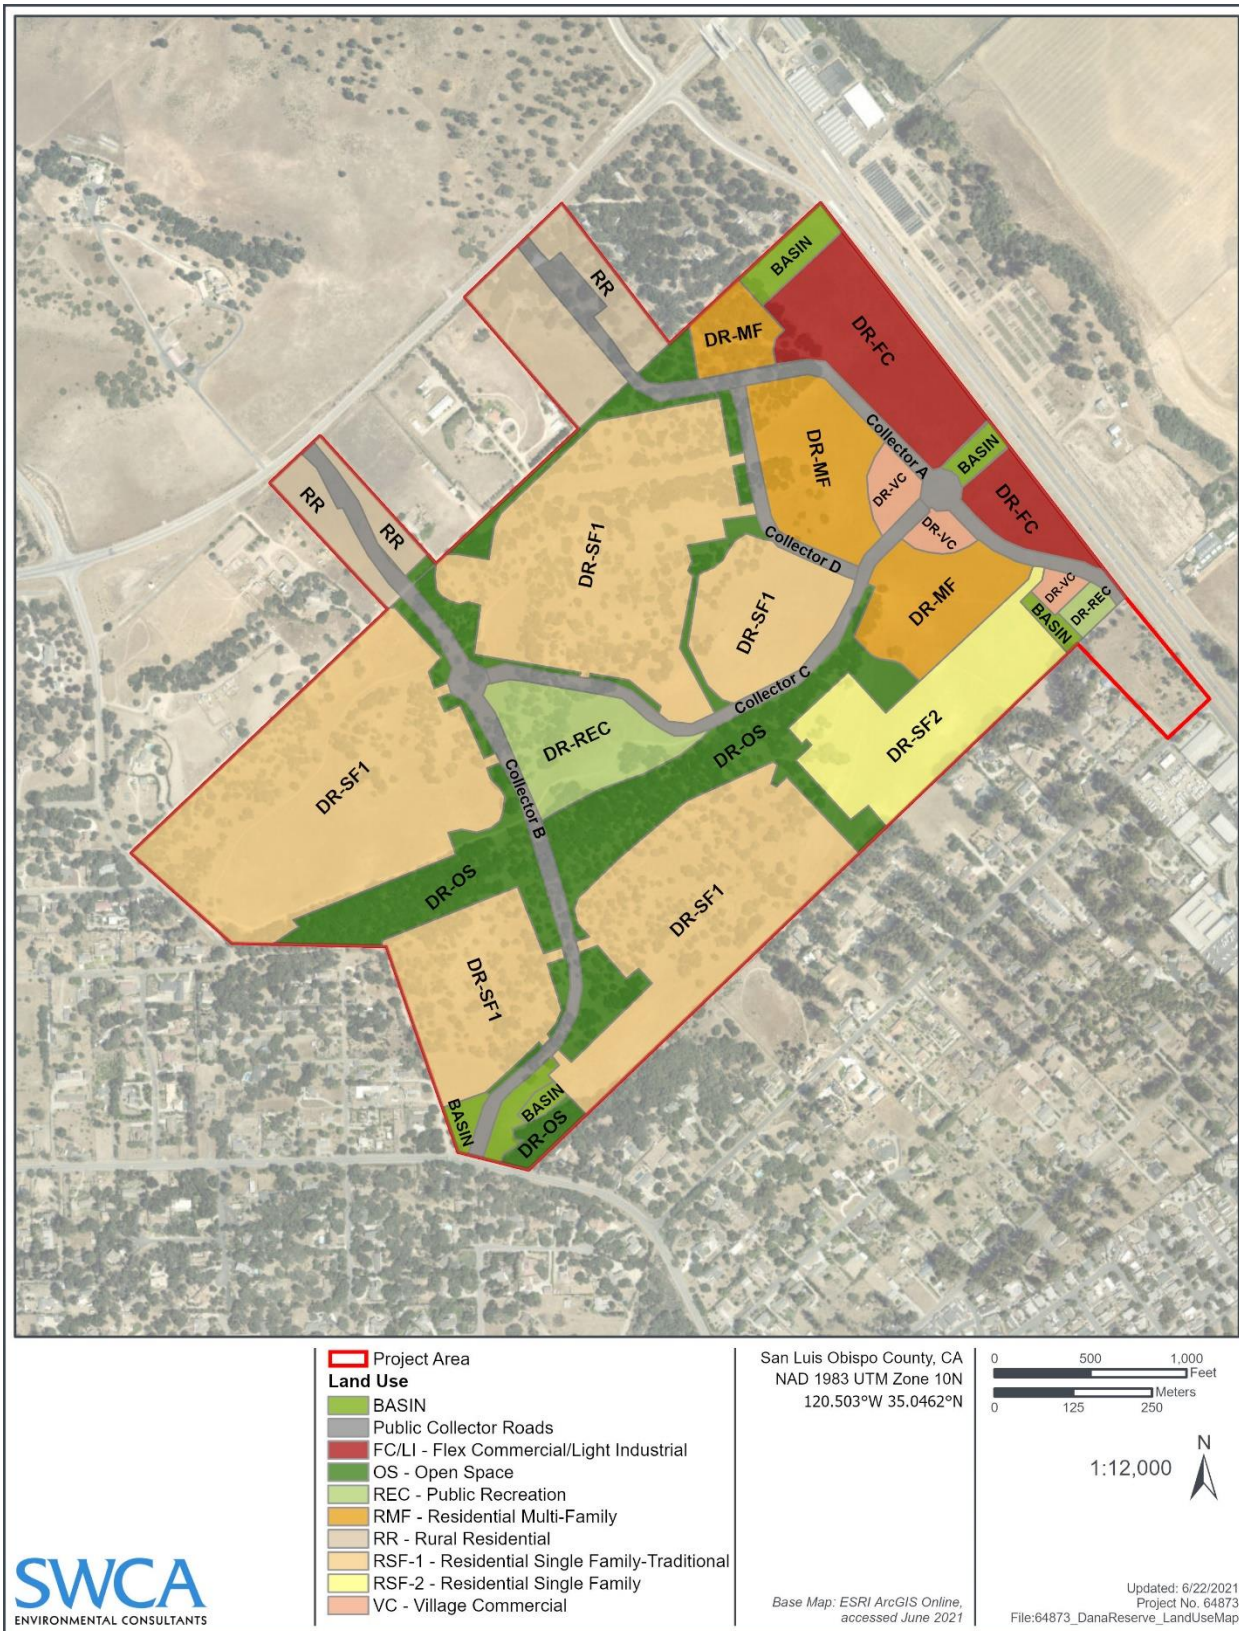 BASIN
RR
DR-MF
DR-FC
Collector A
DR-MF
BASIN
DR-VC
RR
RR
DR-VC
DR-FC
DR-SF1
Collector D
DR-VC
DR-REC
DR-MF
BASIN
DR-SF1
Collector C
DR-REC
DR-OS
DR-SF2
DR-SF1
Collector B
DR-OS
DR-SF1
DR-SF1
BASIN
BASIN
DR-OS
Project Area
Land Use
BASIN
Public Collector Roads
FC/LI - Flex Commercial/Light Industrial
OS - Open Space
REC - Public Recreation
RMF - Residential Multi-Family
RR - Rural Residential
RSF-1 - Residential Single Family-Traditional
RSF-2 - Residential Single Family
VC - Village Commercial
San Luis Obispo County, CA
NAD 1983 UTM Zone 10N
120.503°W 35.0462°N
Base Map: ESRI ArcGIS Online,
accessed June 2021
0 500 1,000
Feet
Meters
0 125 250
N
1:12,000
Updated: 6/22/2021
Project No. 64873
File:64873_DanaReserve_LandUseMap
SWCA
ENVIRONMENTAL CONSULTANTS